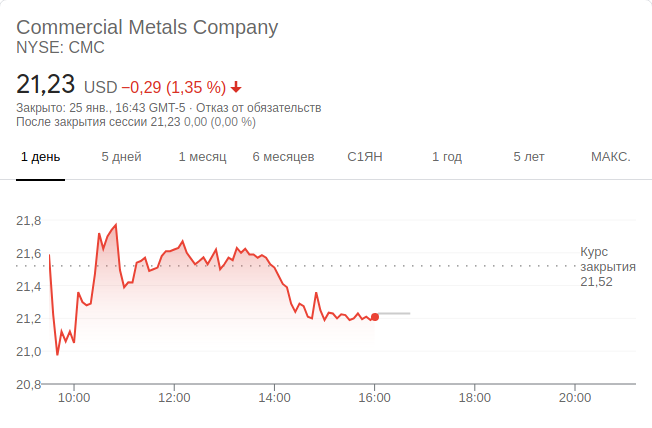 Commercial Metals Company
NYSE: CMC
21,23 USD −0,29 (1,35 %)
Закрыто: 25 янв., 16:43 GMT-5 · Отказ от обязательств
После закрытия сессии 21,23 0,00 (0,00 %)
1 день 5 дней 1 месяц 6 месяцев С1ЯН 1 год 5 лет МАКС.
21,8
21,6
21,4
21,2
21,0
20,8
Курс
закрытия
21,52
10:00 12:00 14:00 16:00 18:00 20:00